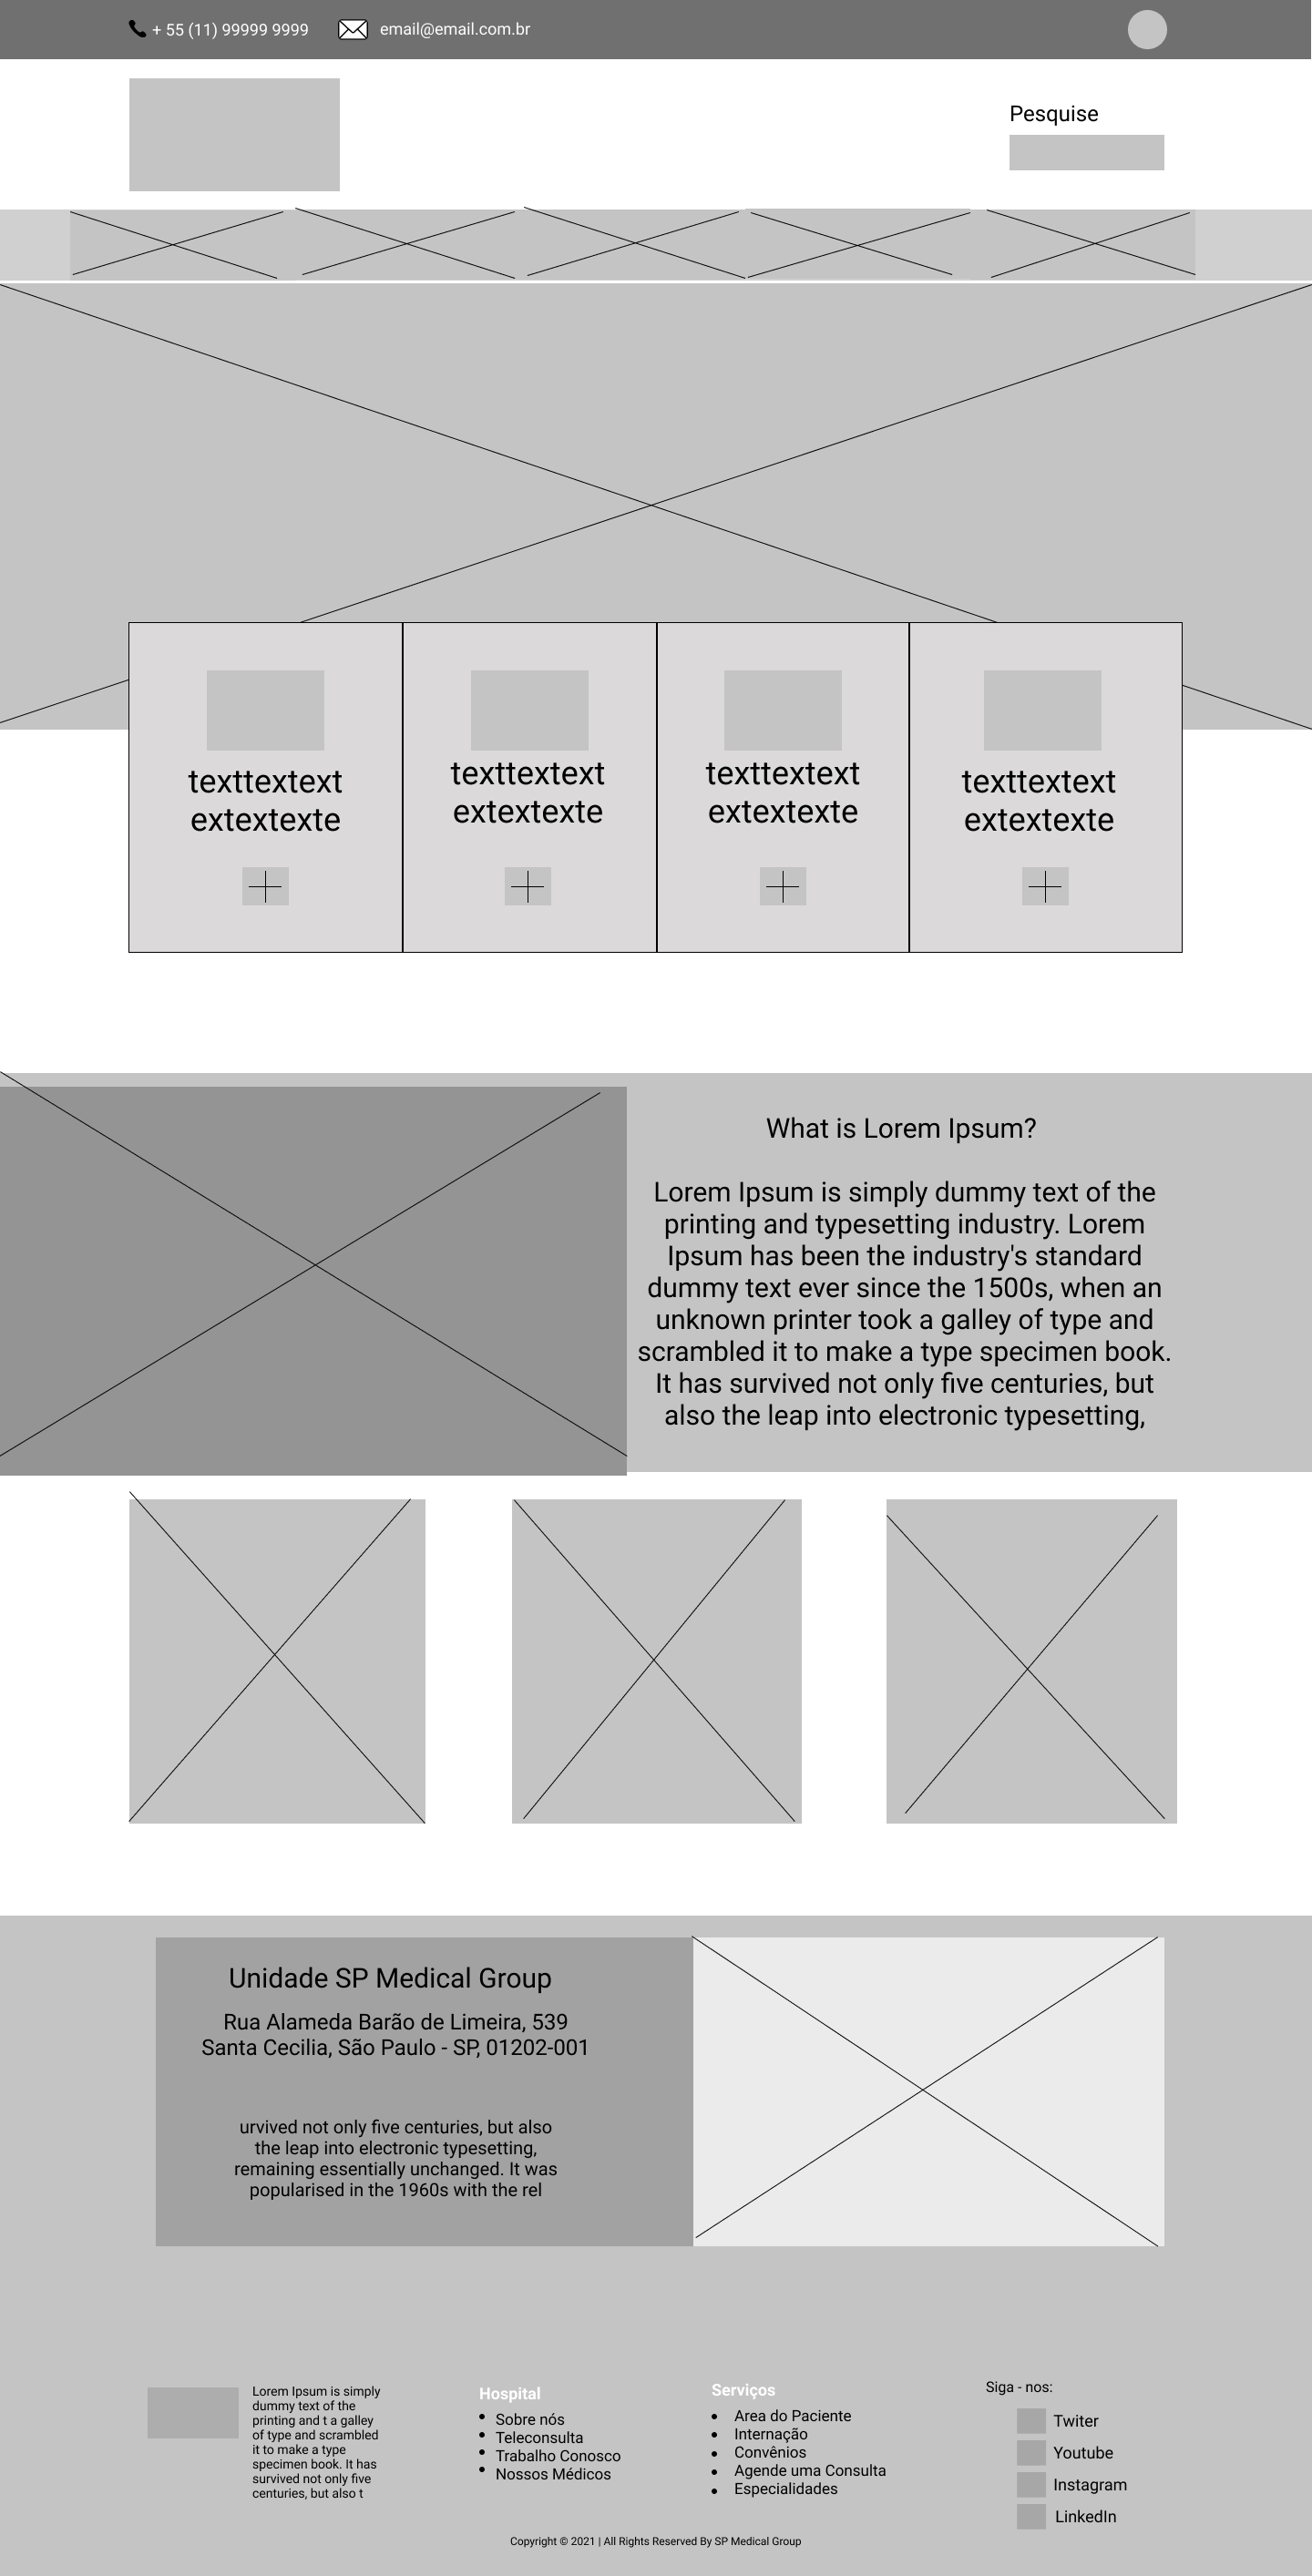 + 55 (11) 99999 9999
email@email.com.br
Pesquise
texttextext
extextexte
texttextext
extextexte
texttextext
extextexte
texttextext
extextexte
What is Lorem Ipsum?
Lorem Ipsum is simply dummy text of the
printing and typesetting industry. Lorem
Ipsum has been the industry's standard
dummy text ever since the 1500s, when an
unknown printer took a galley of type and
scrambled it to make a type specimen book.
It has survived not only five centuries, but
also the leap into electronic typesetting,
Unidade SP Medical Group
Rua Alameda Barão de Limeira, 539
Santa Cecilia, São Paulo - SP, 01202-001
urvived not only five centuries, but also
the leap into electronic typesetting,
remaining essentially unchanged. It was
popularised in the 1960s with the rel
Lorem Ipsum is simply
dummy text of the
printing and t a galley
of type and scrambled
it to make a type
specimen book. It has
survived not only five
centuries, but also t
Hospital
Sobre nós
Teleconsulta
Trabalho Conosco
Nossos Médicos
Serviços
Area do Paciente
Internação
Convênios
Agende uma Consulta
Especialidades
Siga - nos:
Twiter
Youtube
Instagram
LinkedIn
Copyright © 2021 | All Rights Reserved By SP Medical Group